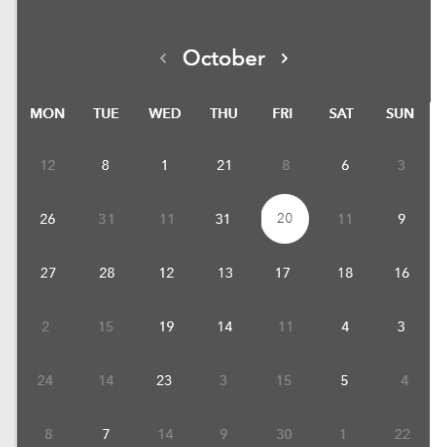 ‹ October ›
MON TUE WED THU FRI SAT SUN
12 8 1 21 8 6 3
26 31 11 31 20 11 9
27 28 12 13 17 18 16
2 15 19 14 11 4 3
24 14 23 3 15 5 4
8 7 14 9 30 1 22